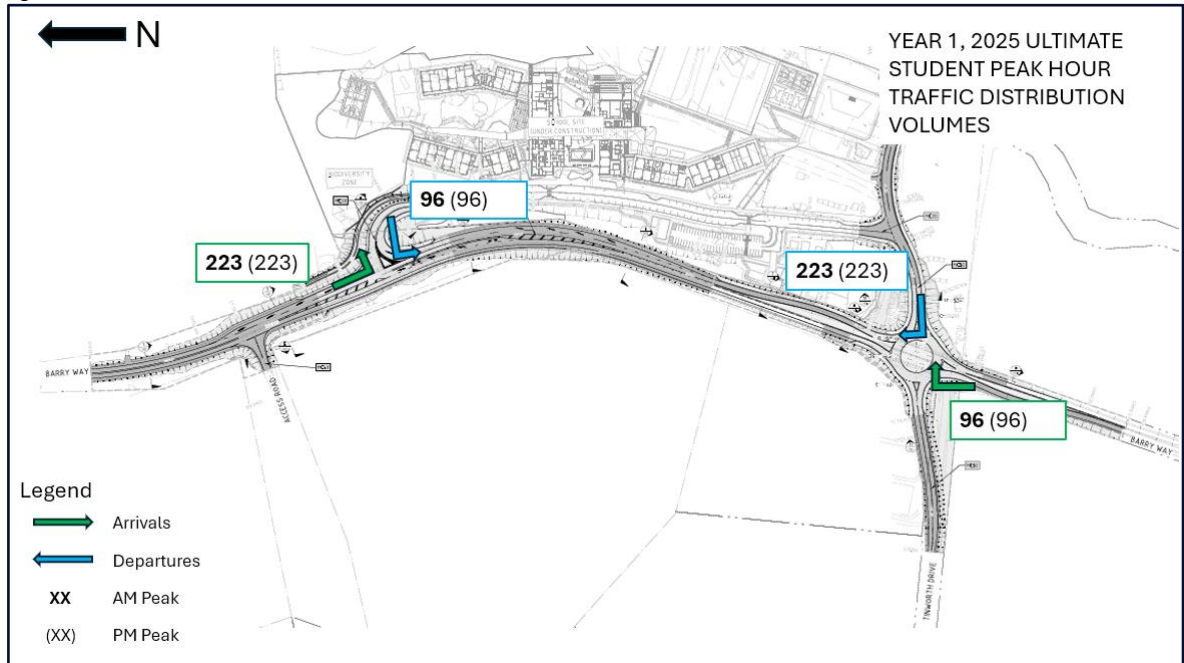 N
YEAR 1, 2025 ULTIMATE
STUDENT PEAK HOUR
TRAFFIC DISTRIBUTION
VOLUMES
SCHOOL SITE
(UNDER CONSTRUCTION)
BIODIVERSITY
ZONE
96 (96)
223 (223)
223 (223)
96 (96)
BARRY WAY
ACCESS ROAD
BARRY WAY
TINWORTH DRIVE
Legend
Arrivals
Departures
XX AM Peak
(XX) PM Peak